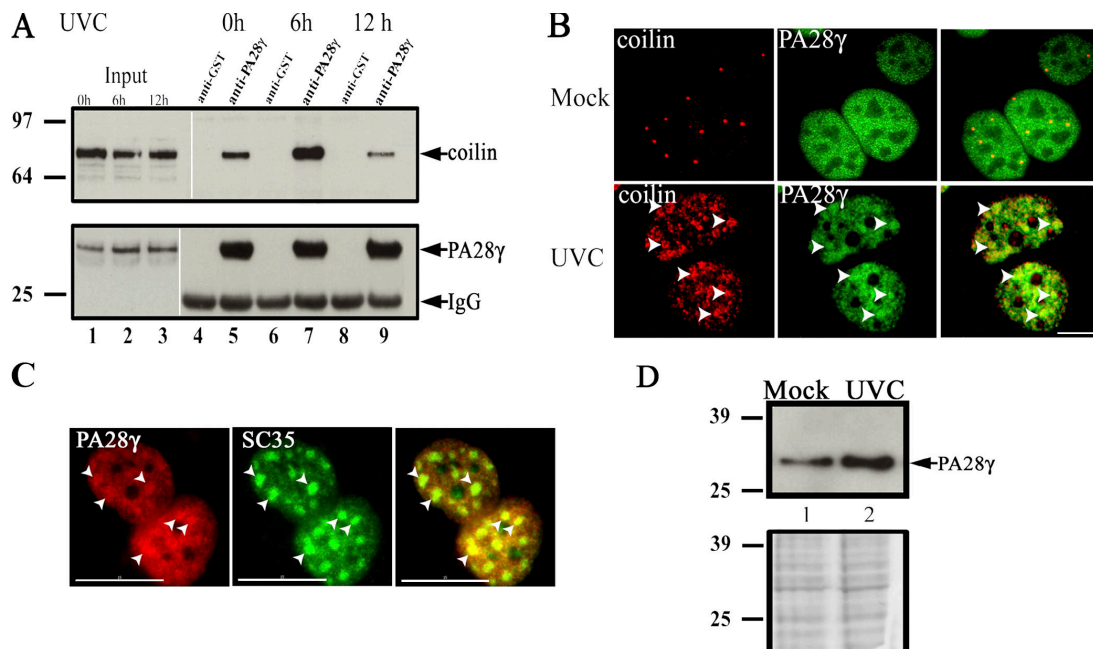 A
UVC 0h 6h 12 h
anti-GST anti-PA28γ anti-GST anti-PA28γ anti-GST anti-PA28γ
Input
0h 6h 12h
97
64
coilin
PA28γ
25
IgG
1 2 3 4 5 6 7 8 9
B
coilin PA28γ
Mock
coilin PA28γ
UVC
C
PA28γ SC35
D
Mock UVC
39
PA28γ
25
1 2
39
25